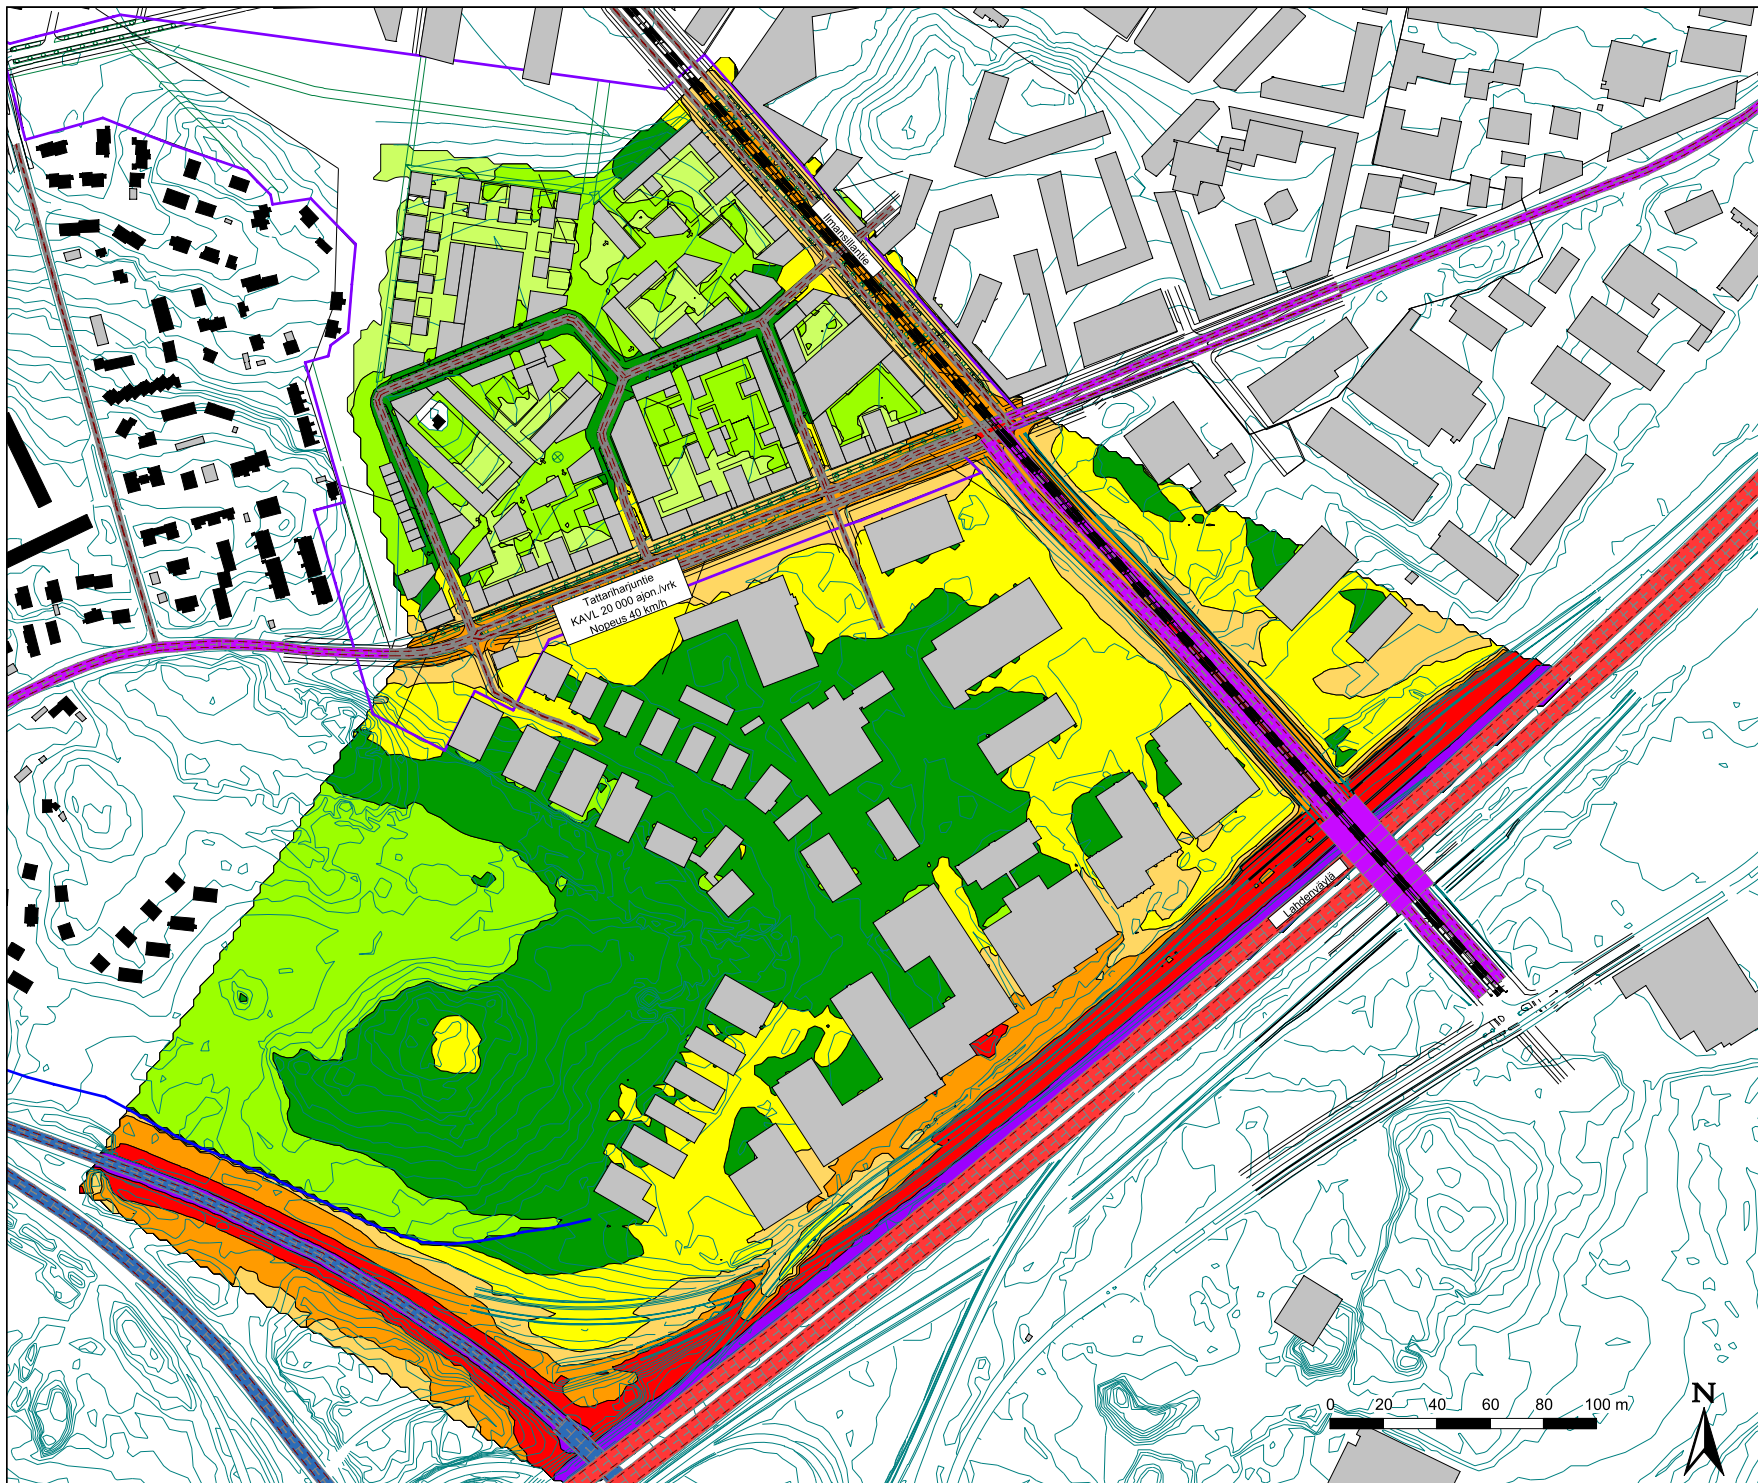 Ilmansillantie
Tattariharjuntie
KAVL 20 000 ajon./vrk
Nopeus 40 km/h
Lahdenväylä
0 20 40 60 80 100 m
N